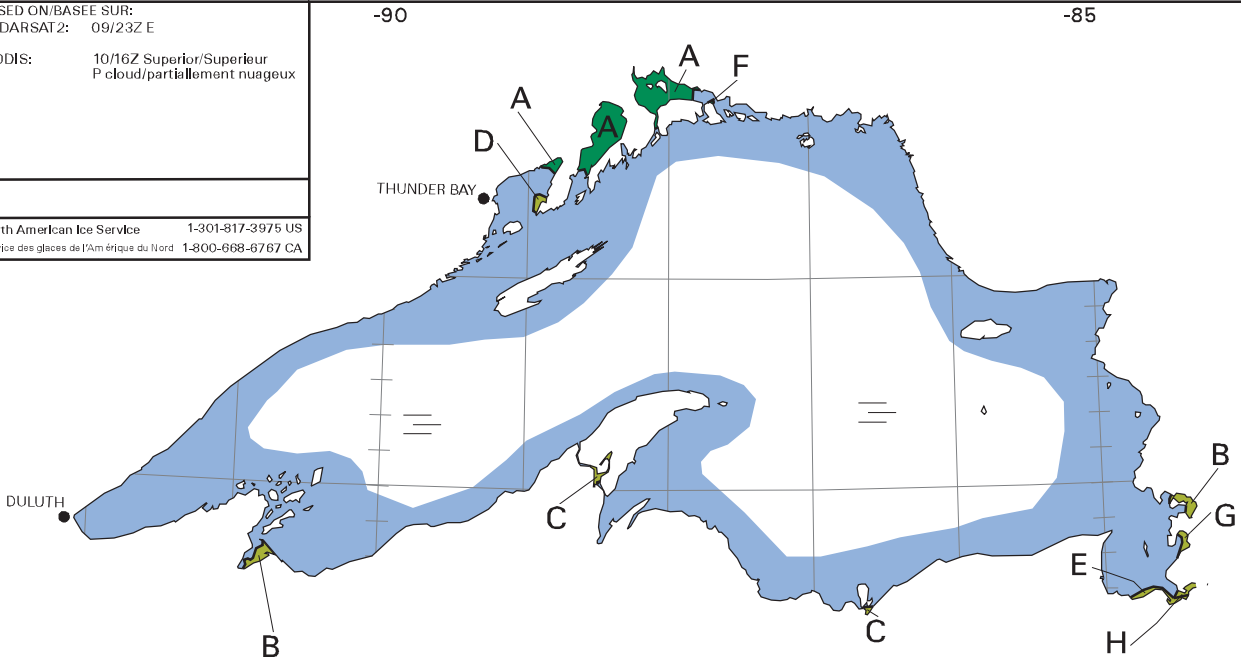 SED ON/BASEE SUR:
DARSAT2: 09/23Z E
DIS: 10/16Z Superior/Superieur
P cloud/partiallement nuageux
th American Ice Service 1-301-817-3975 US
ice des glaces de l'Amérique du Nord 1-800-668-6767 CA
-90
-85
A
F
A
A
D
THUNDER BAY
B
DULUTH
C
G
E
B
C
H